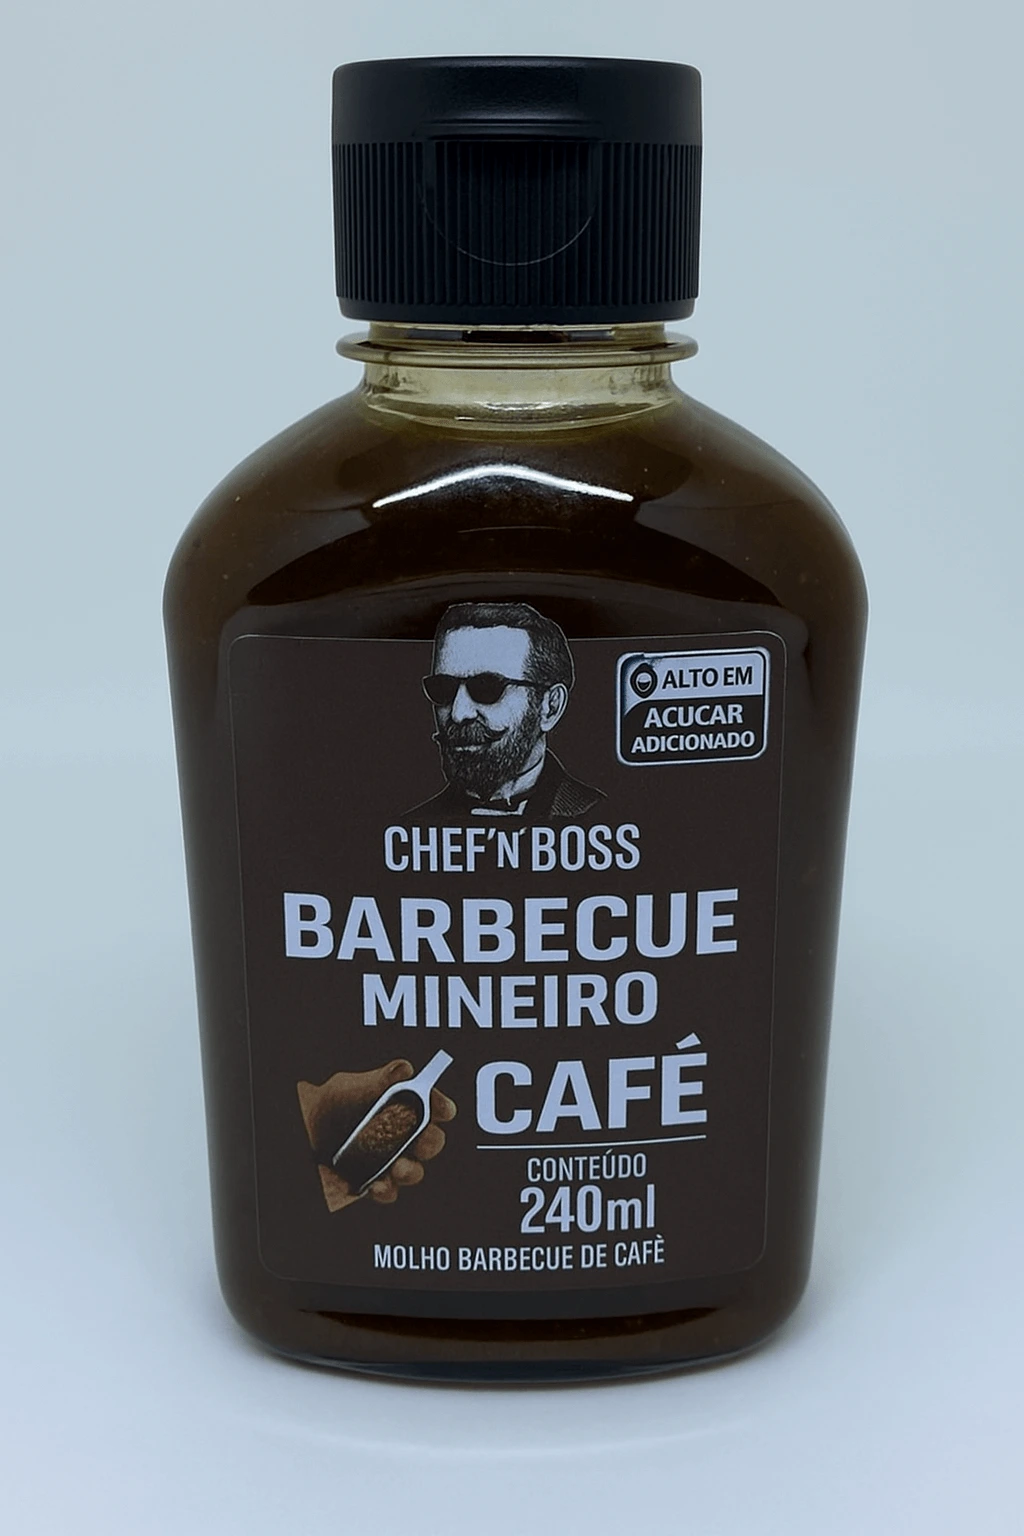 ALTO EM
ACUCAR
ADICIONADO
CHEF'N'BOSS
BARBECUE
MINEIRO
CAFÉ
CONTEÚDO
240ml
MOLHO BARBECUE DE CAFÈ